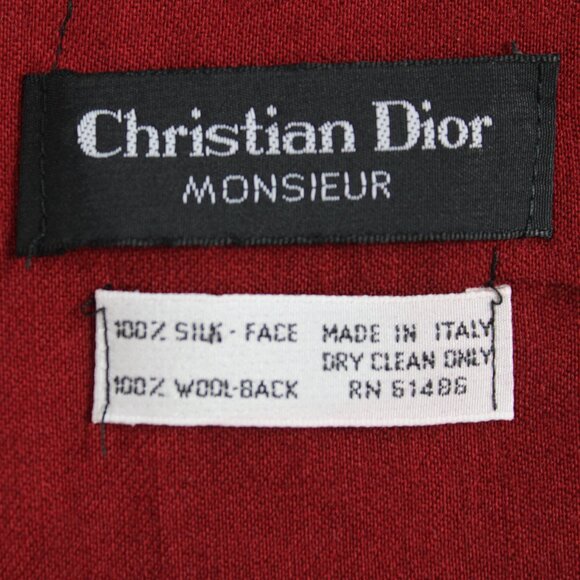 Christian Dior
MONSIEUR
100% SILK - FACE MADE IN ITALY
DRY CLEAN ONLY
100% WOOL-BACK RN 61486